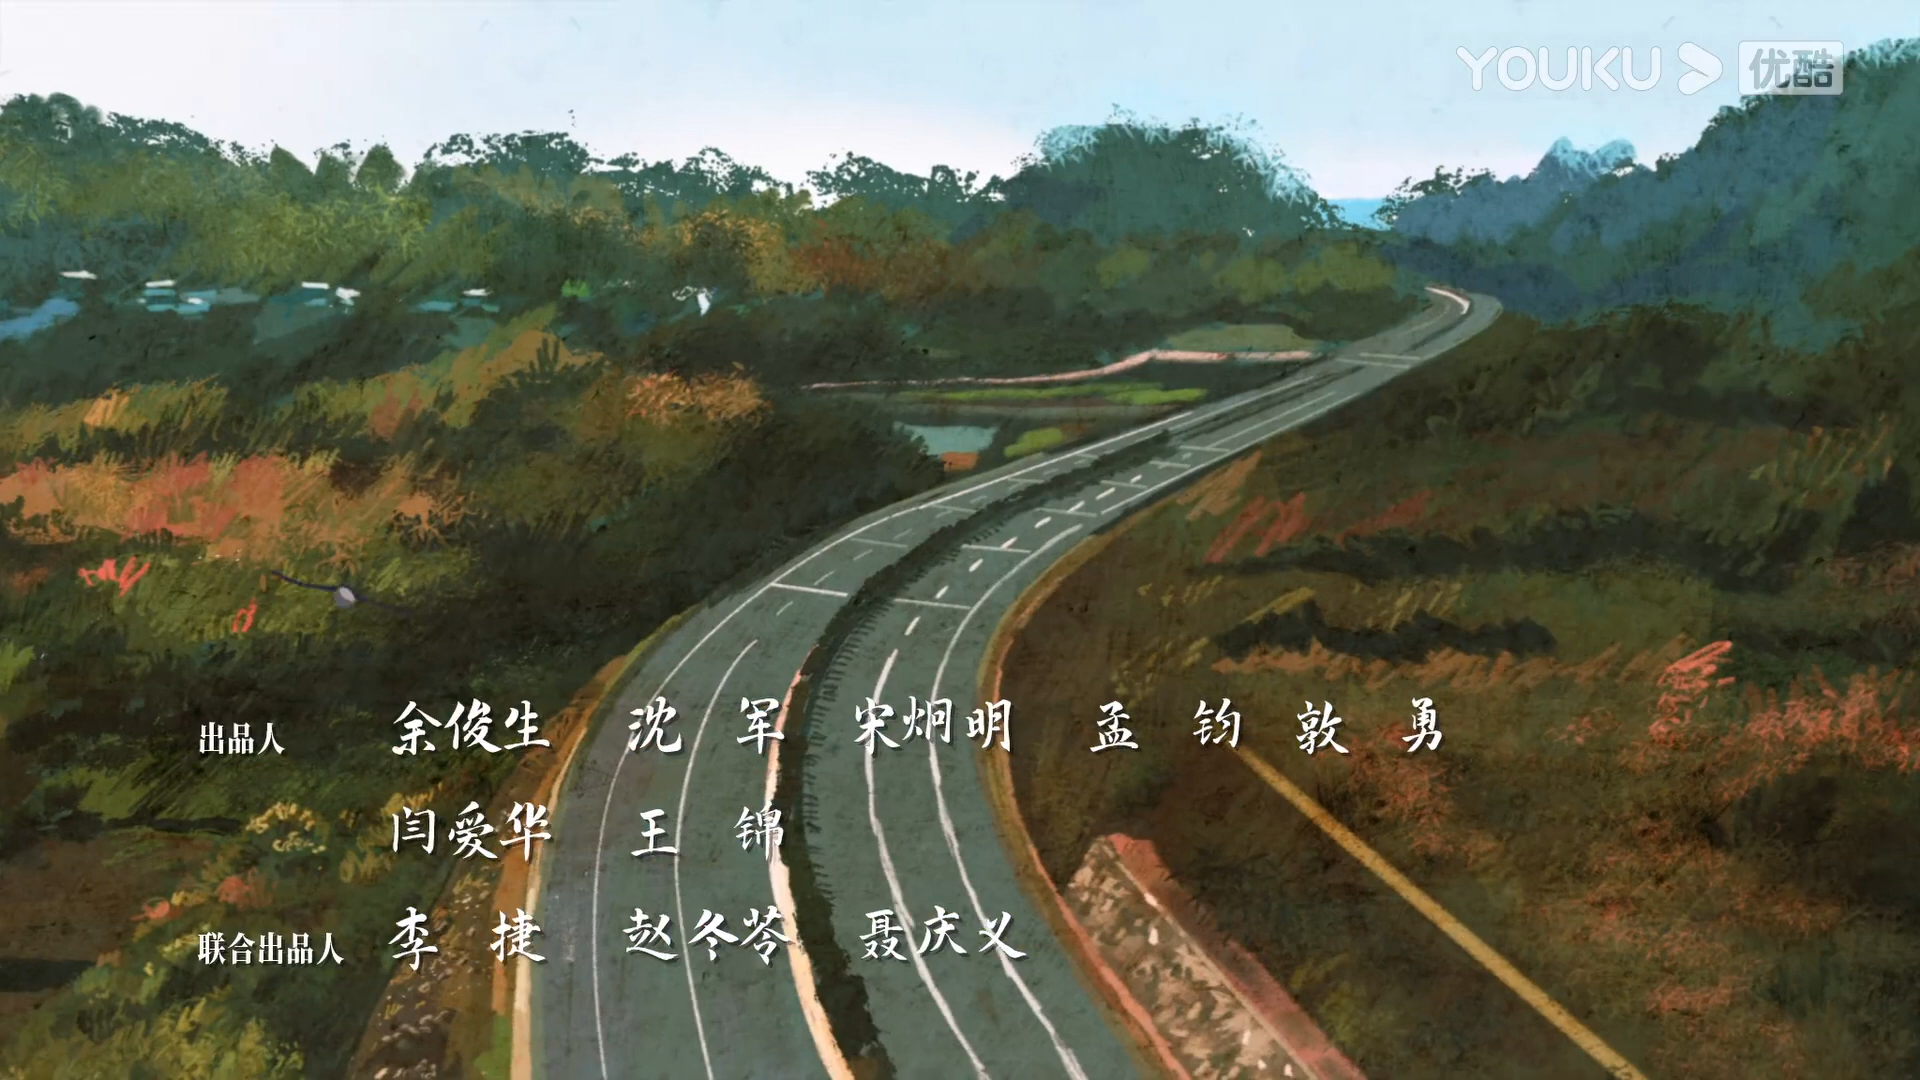 YOUKU 优酷
出品人 余俊生 沈军 宋炯明 孟钧 敦勇
闫爱华 王锦
联合出品人 李捷 赵冬苓 聂庆义